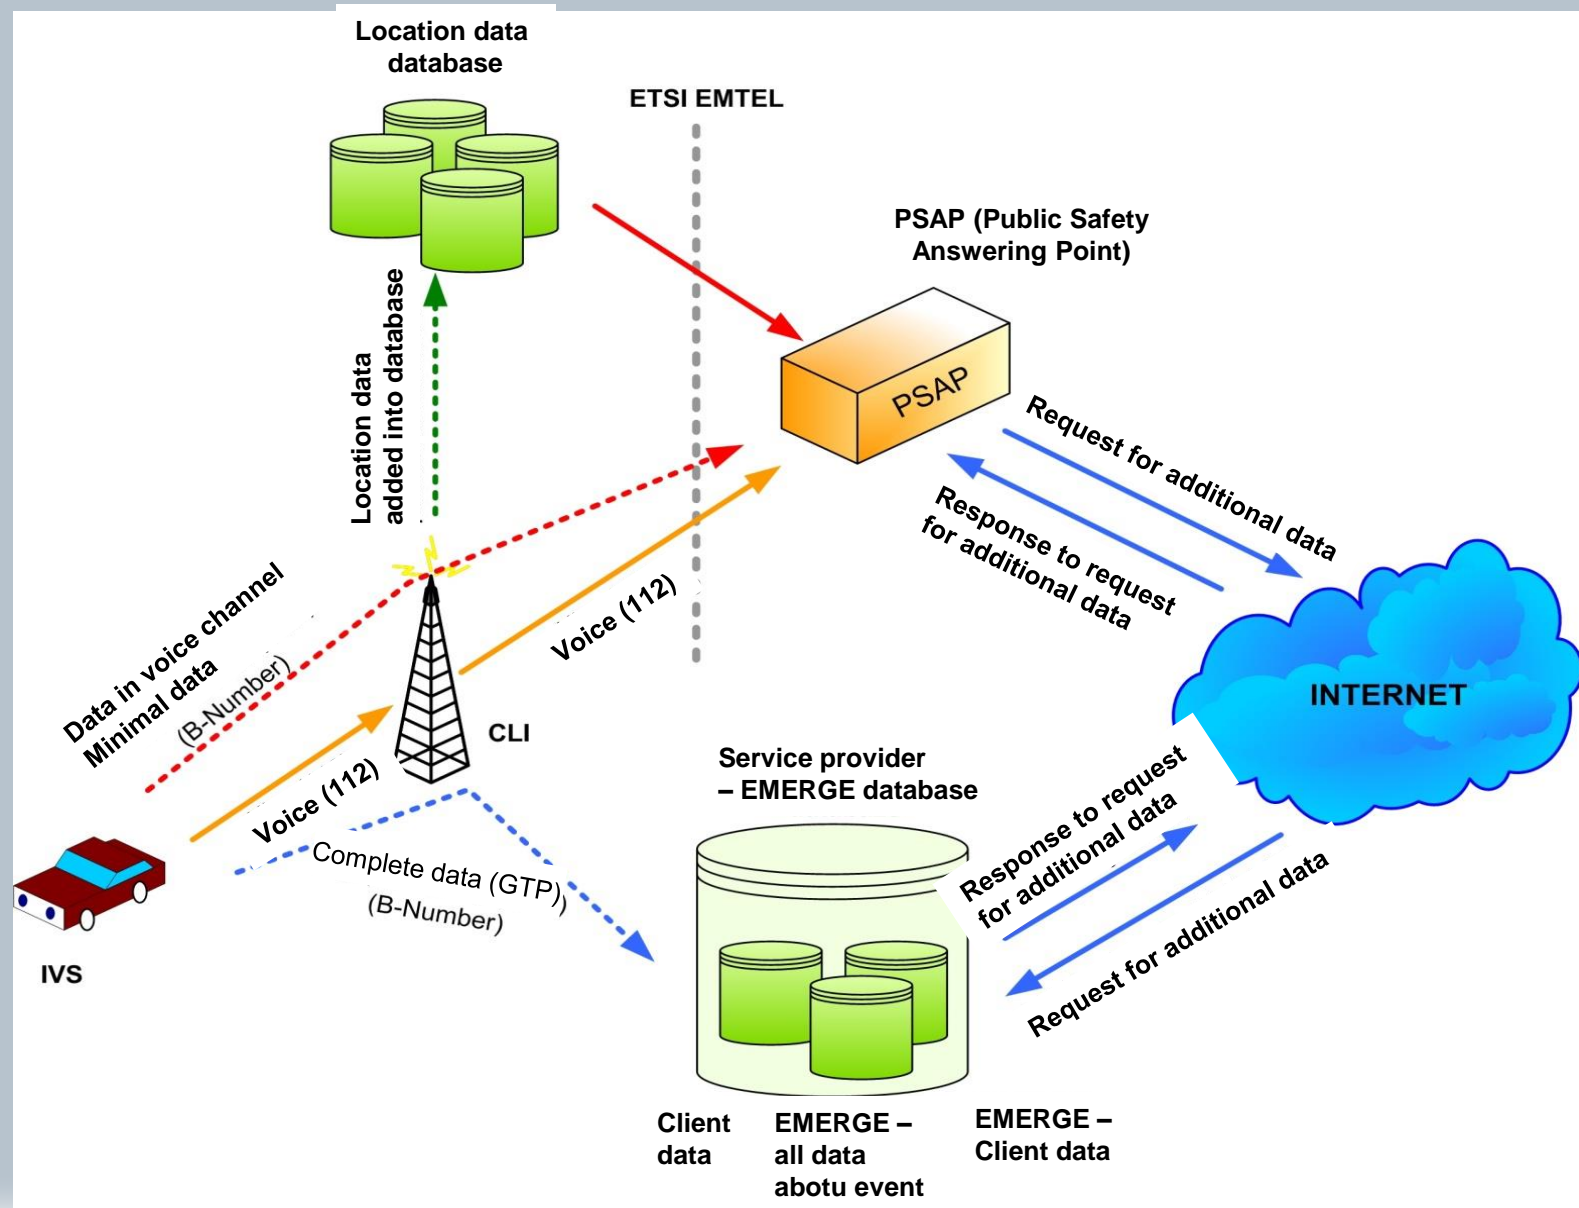 Location data
database
ETSI EMTEL
PSAP (Public Safety
Answering Point)
Location data
added into database
PSAP
Request for additional data
Response to request
for additional data
Data in voice channel
Minimal data
(B-Number)
Voice (112)
INTERNET
CLI
Voice (112)
Service provider
– EMERGE database
Response to request
for additional data
Complete data (GTP))
(B-Number)
Request for additional data
IVS
Client
data
EMERGE –
all data
abotu event
EMERGE –
Client data